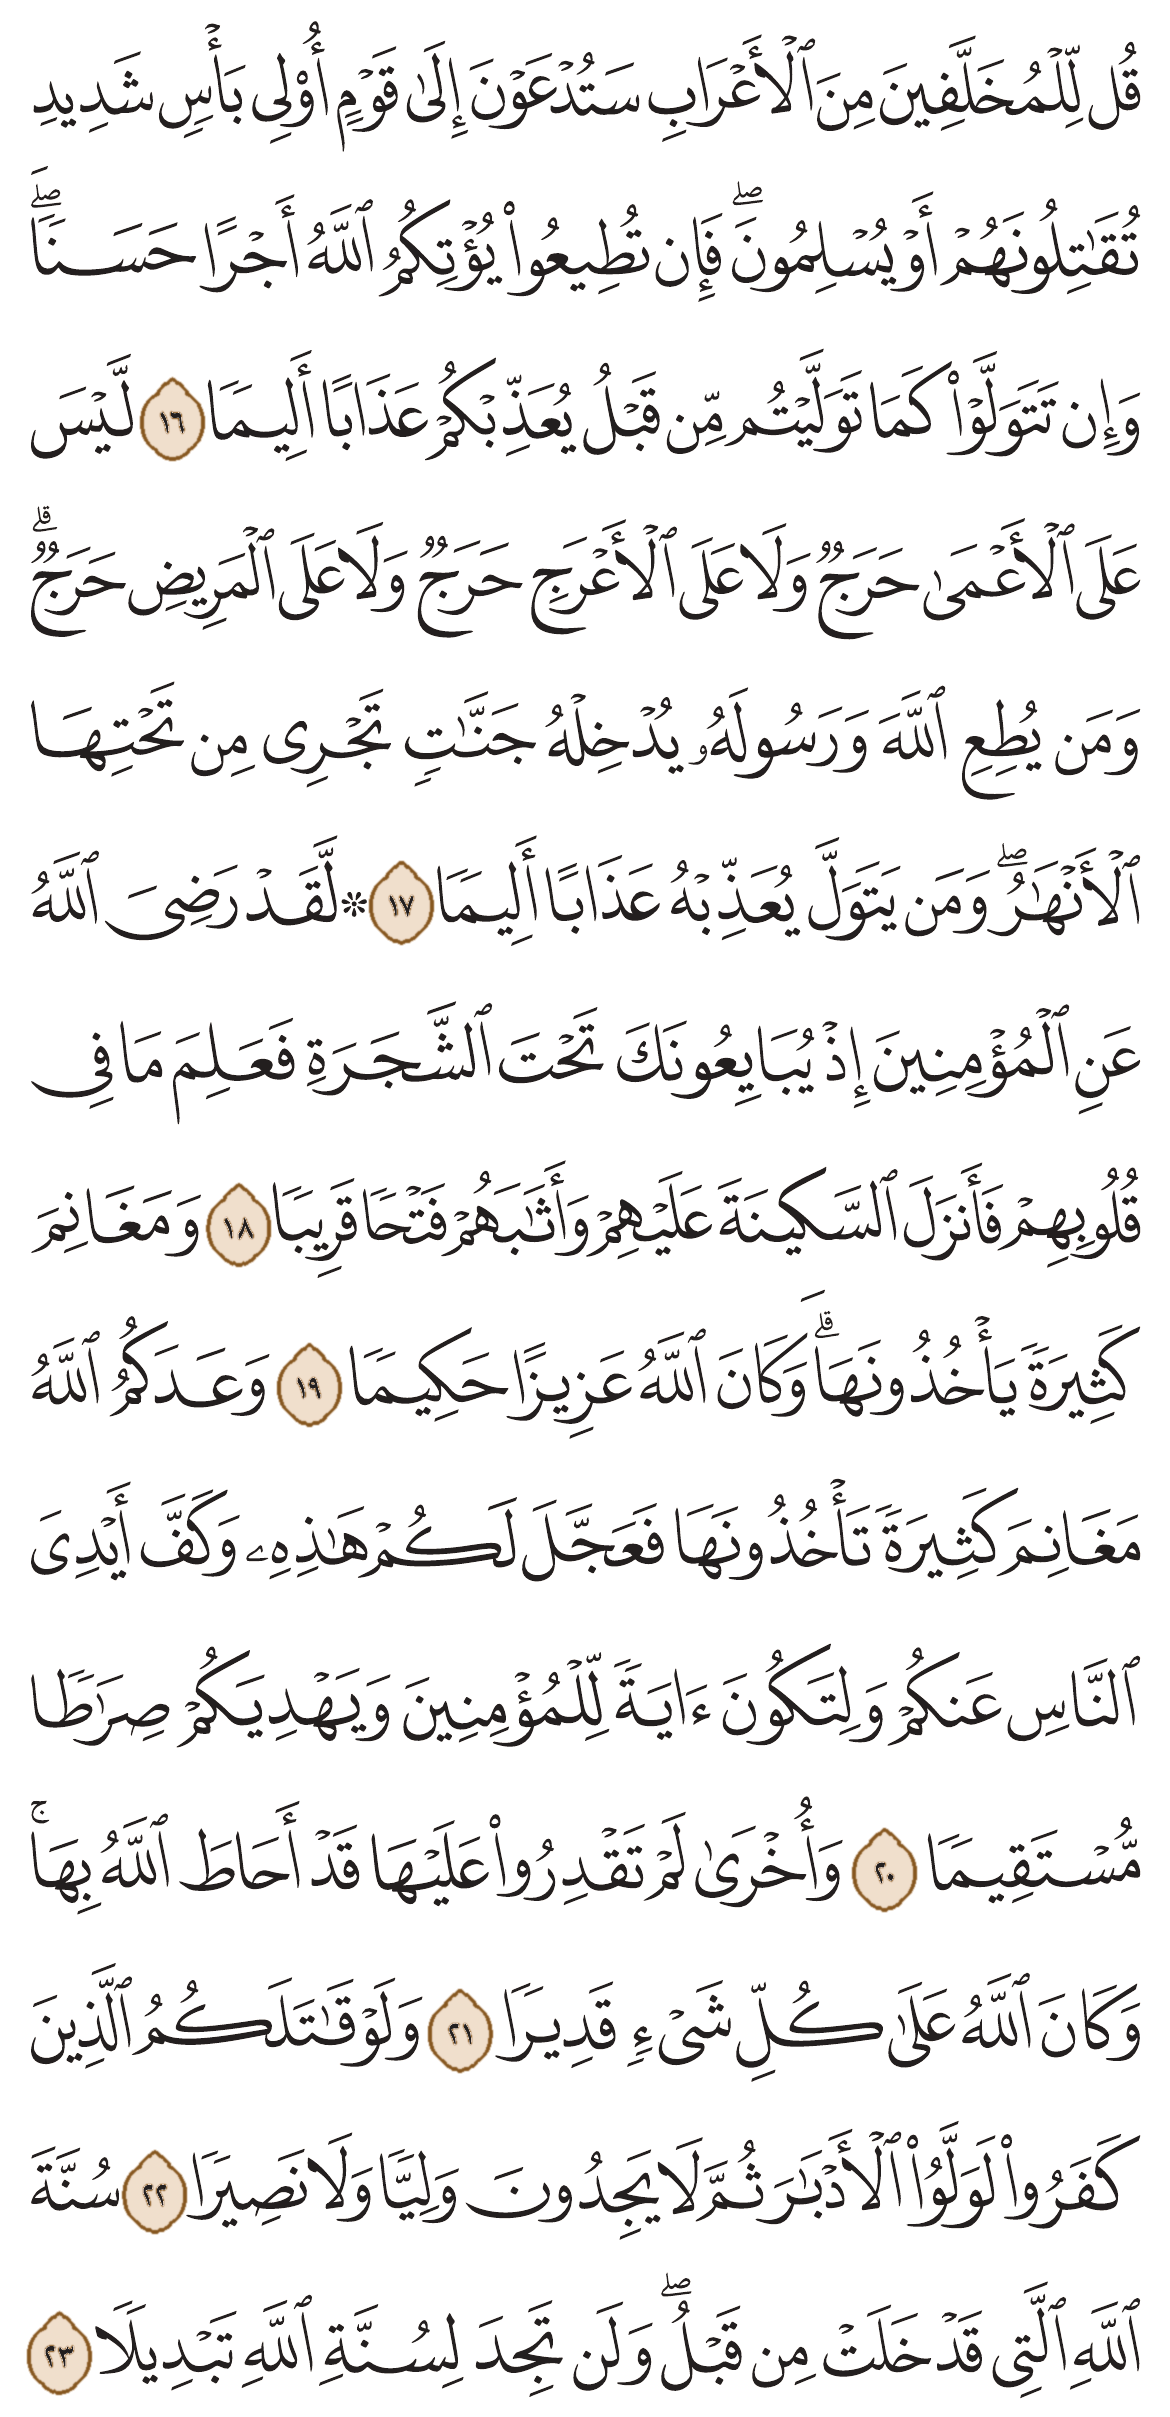 قُل لِّلۡمُخَلَّفِينَ مِنَ ٱلۡأَعۡرَابِ سَتُدۡعَوۡنَ إِلَىٰ قَوۡمٍ أُوْلِي بَأۡسٖ شَدِيدٖ
تُقَٰتِلُونَهُمۡ أَوۡ يُسۡلِمُونَۖ فَإِن تُطِيعُواْ يُؤۡتِكُمُ ٱللَّهُ أَجۡرًا حَسَنٗاۖ
وَإِن تَتَوَلَّوۡاْ كَمَا تَوَلَّيۡتُم مِّن قَبۡلُ يُعَذِّبۡكُمۡ عَذَابًا أَلِيمٗا ١٦ لَّيۡسَ
عَلَى ٱلۡأَعۡمَىٰ حَرَجٞ وَلَا عَلَى ٱلۡأَعۡرَجِ حَرَجٞ وَلَا عَلَى ٱلۡمَرِيضِ حَرَجٞۗ
وَمَن يُطِعِ ٱللَّهَ وَرَسُولَهُۥ يُدۡخِلۡهُ جَنَّٰتٖ تَجۡرِي مِن تَحۡتِهَا
ٱلۡأَنۡهَٰرُۖ وَمَن يَتَوَلَّ يُعَذِّبۡهُ عَذَابًا أَلِيمٗا ١٧ ۞ لَّقَدۡ رَضِيَ ٱللَّهُ
عَنِ ٱلۡمُؤۡمِنِينَ إِذۡ يُبَايِعُونَكَ تَحۡتَ ٱلشَّجَرَةِ فَعَلِمَ مَا فِي
قُلُوبِهِمۡ فَأَنزَلَ ٱلسَّكِينَةَ عَلَيۡهِمۡ وَأَثَٰبَهُمۡ فَتۡحٗا قَرِيبٗا ١٨ وَمَغَانِمَ
كَثِيرَةٗ يَأۡخُذُونَهَاۗ وَكَانَ ٱللَّهُ عَزِيزًا حَكِيمٗا ١٩ وَعَدَكُمُ ٱللَّهُ
مَغَانِمَ كَثِيرَةٗ تَأۡخُذُونَهَا فَعَجَّلَ لَكُمۡ هَٰذِهِۦ وَكَفَّ أَيۡدِيَ
ٱلنَّاسِ عَنكُمۡ وَلِتَكُونَ ءَايَةٗ لِّلۡمُؤۡمِنِينَ وَيَهۡدِيَكُمۡ صِرَٰطٗا
مُّسۡتَقِيمٗا ٢٠ وَأُخۡرَىٰ لَمۡ تَقۡدِرُواْ عَلَيۡهَا قَدۡ أَحَاطَ ٱللَّهُ بِهَاۚ
وَكَانَ ٱللَّهُ عَلَىٰ كُلِّ شَيۡءٖ قَدِيرٗا ٢١ وَلَوۡ قَٰتَلَكُمُ ٱلَّذِينَ
كَفَرُواْ لَوَلَّوُاْ ٱلۡأَدۡبَٰرَ ثُمَّ لَا يَجِدُونَ وَلِيّٗا وَلَا نَصِيرٗا ٢٢ سُنَّةَ
ٱللَّهِ ٱلَّتِي قَدۡ خَلَتۡ مِن قَبۡلُۖ وَلَن تَجِدَ لِسُنَّةِ ٱللَّهِ تَبۡدِيلٗا ٢٣